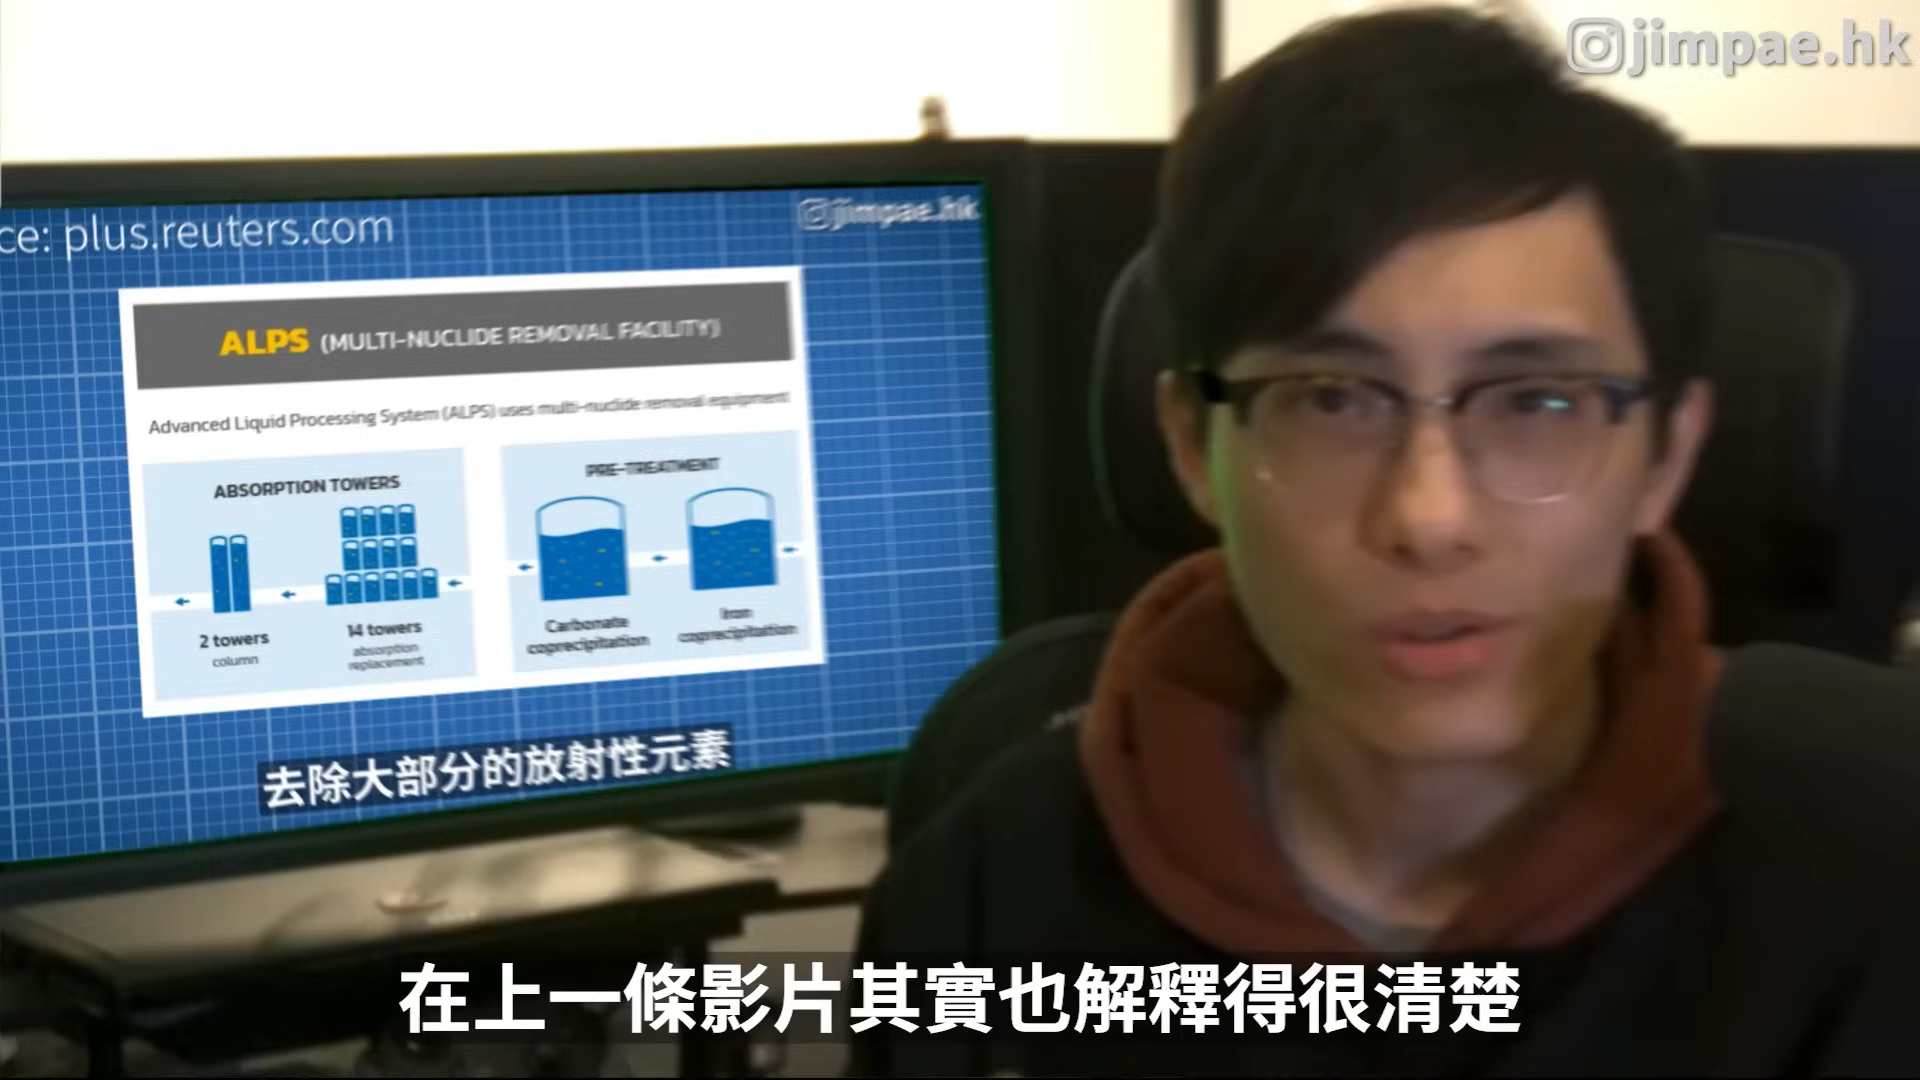 jimpae.hk
ce: plus.reuters.com
jimpae.hk
ALPS (MULTI-NUCLIDE REMOVAL FACILITY)
Advanced Liquid Processing System (ALPS) uses multi-nuclide removal equipment
ABSORPTION TOWERS
2 towers
column
14 towers
absorption
replacement
PRE-TREATMENT
Carbonate
coprecipitation
Iron
coprecipitation
去除大部分的放射性元素
在上一條影片其實也解釋得很清楚